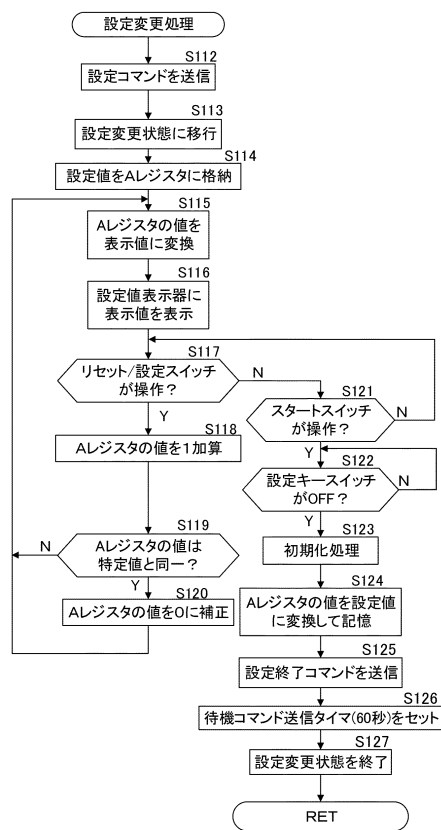 【図12】
設定変更処理
S112
設定コマンドを送信
S113
設定変更状態に移行
S114
設定値をAレジスタに格納
S115
Aレジスタの値を
表示値に変換
S116
設定値表示器に
表示値を表示
S117
リセット/設定スイッチ
が操作?
N
Y
S118
Aレジスタの値を1加算
S119
Aレジスタの値は
特定値と同一?
N
Y
S120
Aレジスタの値を0に補正
S121
スタートスイッチ
が操作?
N
Y
S122
設定キースイッチ
がOFF?
N
Y
S123
初期化処理
S124
Aレジスタの値を設定値
に変換して記憶
S125
設定終了コマンドを送信
S126
待機コマンド送信タイマ(60秒)をセット
S127
設定変更状態を終了
RET